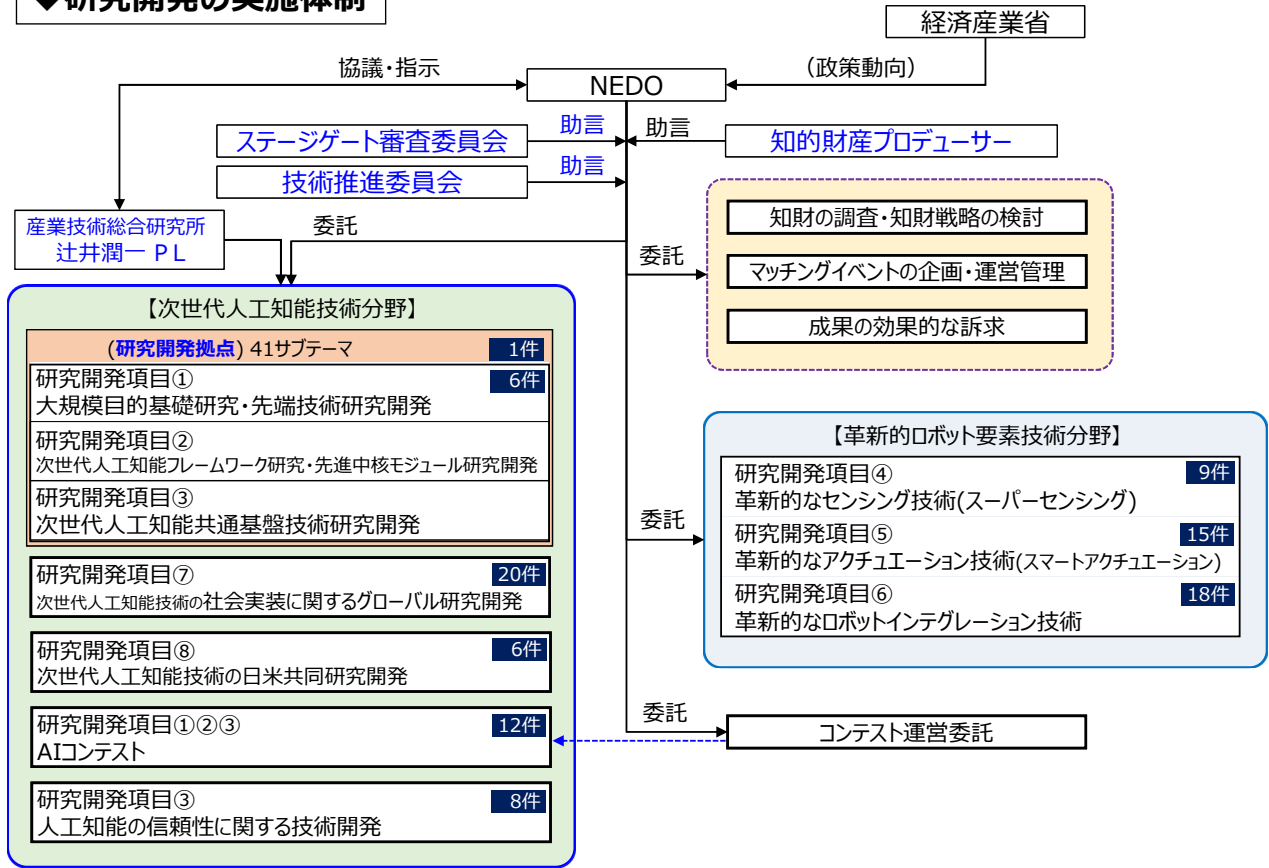 ◆研究開発の実施体制
経済産業省
協議・指示
(政策動向)
NEDO
ステージゲート審査委員会
助言
助言
知的財産プロデューサー
技術推進委員会
助言
産業技術総合研究所
辻井潤一 PL
委託
委託
知財の調査・知財戦略の検討
マッチングイベントの企画・運営管理
成果の効果的な訴求
【次世代人工知能技術分野】
(研究開発拠点) 41サブテーマ 1件
研究開発項目① 6件
大規模目的基礎研究・先端技術研究開発
研究開発項目②
次世代人工知能フレームワーク研究・先進中核モジュール研究開発
研究開発項目③
次世代人工知能共通基盤技術研究開発
研究開発項目⑦ 20件
次世代人工知能技術の社会実装に関するグローバル研究開発
研究開発項目⑧ 6件
次世代人工知能技術の日米共同研究開発
研究開発項目①②③ 12件
AIコンテスト
研究開発項目③ 8件
人工知能の信頼性に関する技術開発
委託
【革新的ロボット要素技術分野】
研究開発項目④ 9件
革新的なセンシング技術(スーパーセンシング)
研究開発項目⑤ 15件
革新的なアクチュエーション技術(スマートアクチュエーション)
研究開発項目⑥ 18件
革新的なロボットインテグレーション技術
委託
コンテスト運営委託